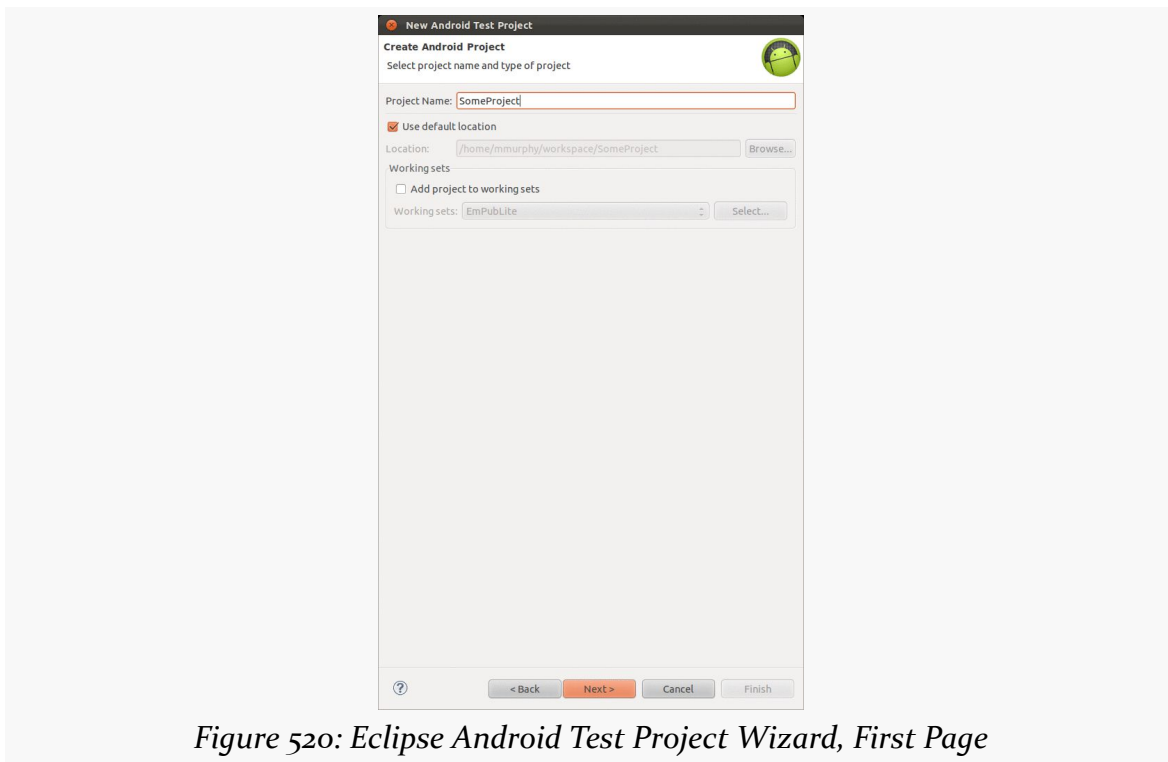 New Android Test Project
Create Android Project
Select project name and type of project
Project Name: SomeProject
Use default location
Location: /home/mmurphy/workspace/SomeProject Browse...
Working sets
Add project to working sets
Working sets: EmPubLite Select...
? < Back Next > Cancel Finish
Figure 520: Eclipse Android Test Project Wizard, First Page